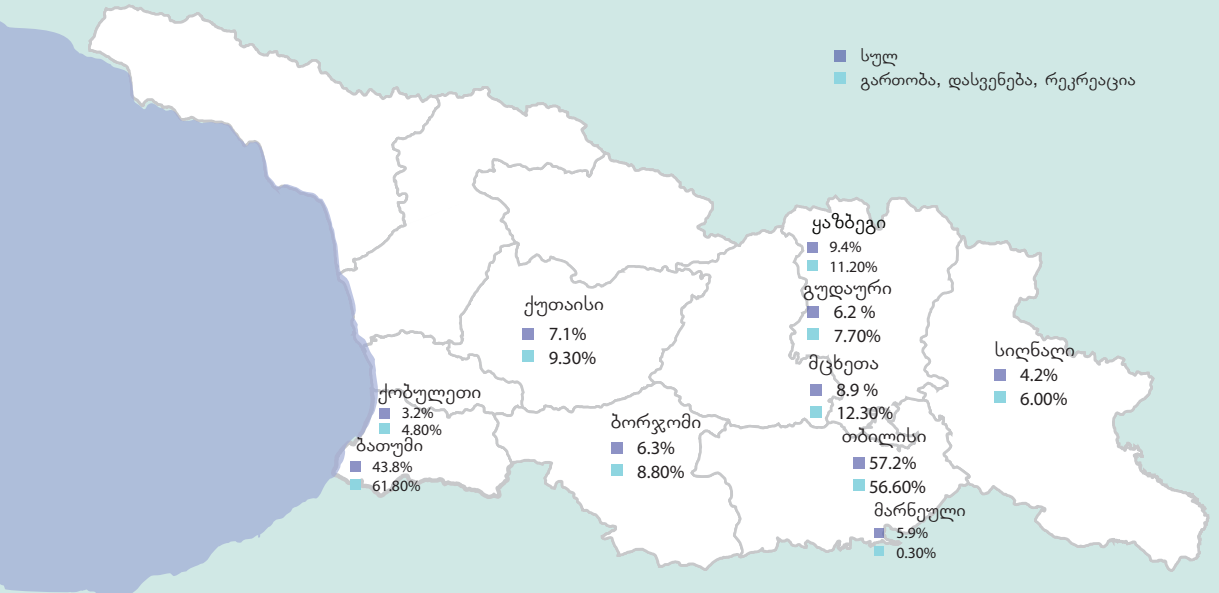 სულ
გართობა, დასვენება, რეკრეაცია
ყაზბეგი
9.4%
11.20%
გუდაური
6.2 %
7.70%
ქუთაისი
7.1%
9.30%
მცხეთა
8.9 %
12.30%
სიღნაღი
4.2%
6.00%
ქობულეთი
3.2%
4.80%
ბორჯომი
6.3%
8.80%
ბათუმი
43.8%
61.80%
თბილისი
57.2%
56.60%
მარნეული
5.9%
0.30%